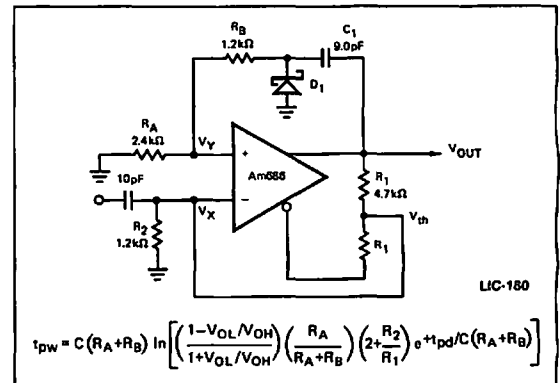 R_B
1.2kΩ
C_1
9.0pF
D_1
R_A
2.4kΩ
V_Y
+
Am685
V_OUT
10pF
V_X
−
R_1
4.7kΩ
V_th
R_2
1.2kΩ
R_1
LIC-180
t_pw = C(R_A+R_B) ln[((1−V_OL/V_OH)/(1+V_OL/V_OH))(R_A/(R_A+R_B))(2+R_2/R_1) e^+t_pd/C(R_A+R_B)]